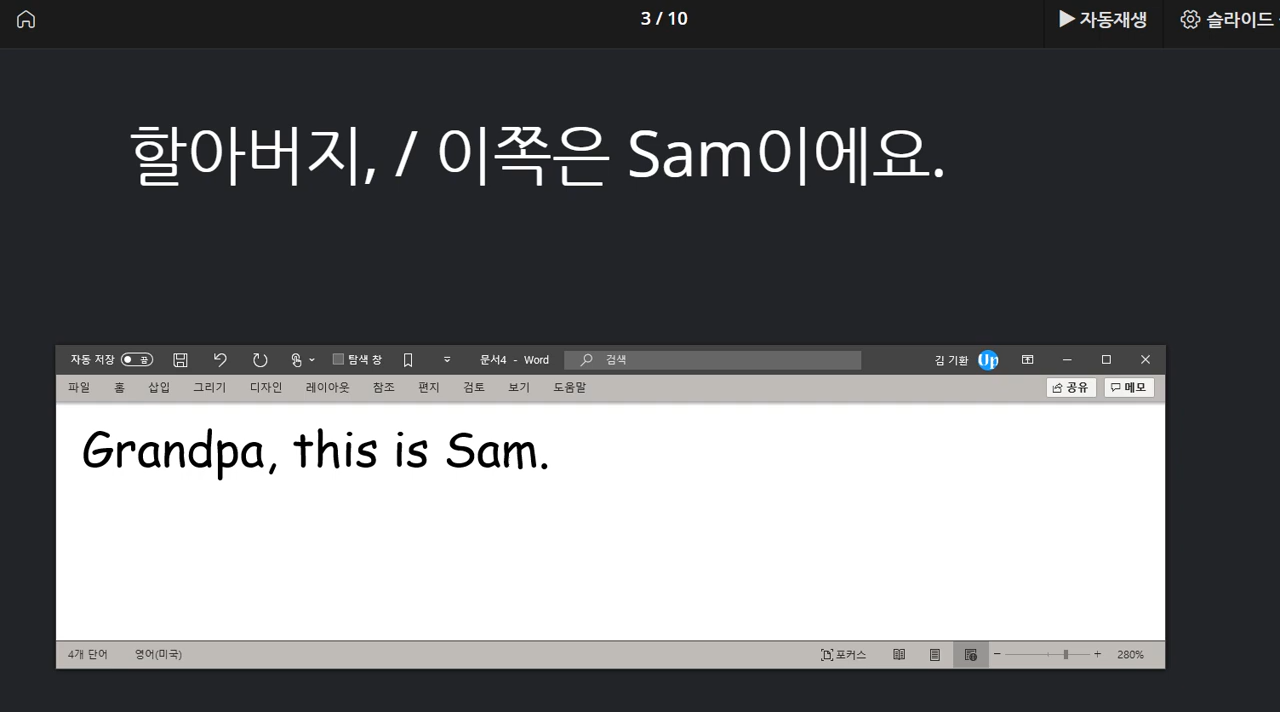 3 / 10
▶ 자동재생
슬라이드
할아버지, / 이쪽은 Sam이에요.
자동 저장 끔
탐색 창
문서4 - Word
검색
김 기환
Up
파일 홈 삽입 그리기 디자인 레이아웃 참조 편지 검토 보기 도움말
공유
메모
Grandpa, this is Sam.
4개 단어 영어(미국)
포커스
280%